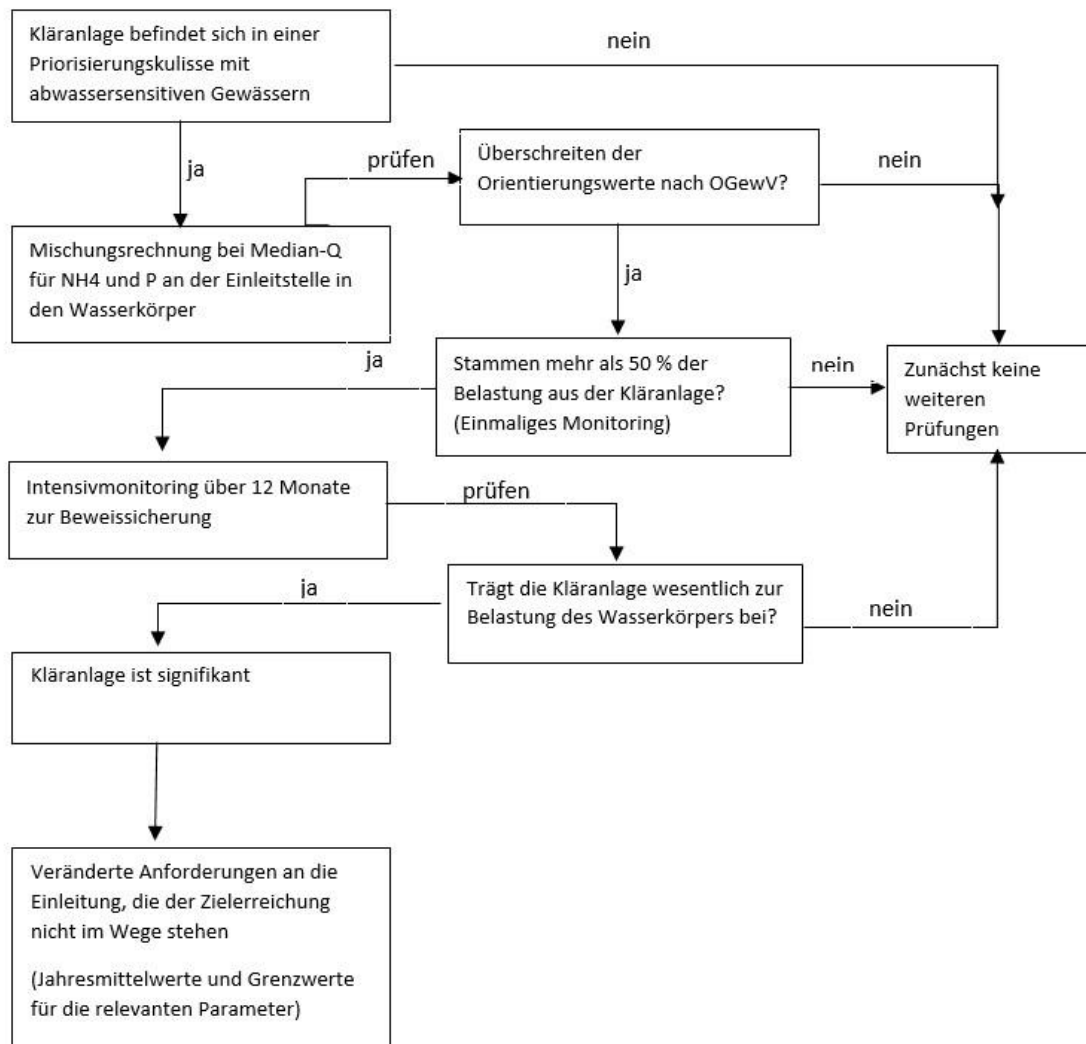 Kläranlage befindet sich in einer
Priorisierungskulisse mit
abwassersensitiven Gewässern
nein
ja
prüfen
Überschreiten der
Orientierungswerte nach OGewV?
nein
Mischungsrechnung bei Median-Q
für NH4 und P an der Einleitstelle in
den Wasserkörper
ja
ja
Stammen mehr als 50 % der
Belastung aus der Kläranlage?
(Einmaliges Monitoring)
nein
Zunächst keine
weiteren
Prüfungen
Intensivmonitoring über 12 Monate
zur Beweissicherung
prüfen
ja
Trägt die Kläranlage wesentlich zur
Belastung des Wasserkörpers bei?
nein
Kläranlage ist signifikant
Veränderte Anforderungen an die
Einleitung, die der Zielerreichung
nicht im Wege stehen
(Jahresmittelwerte und Grenzwerte
für die relevanten Parameter)